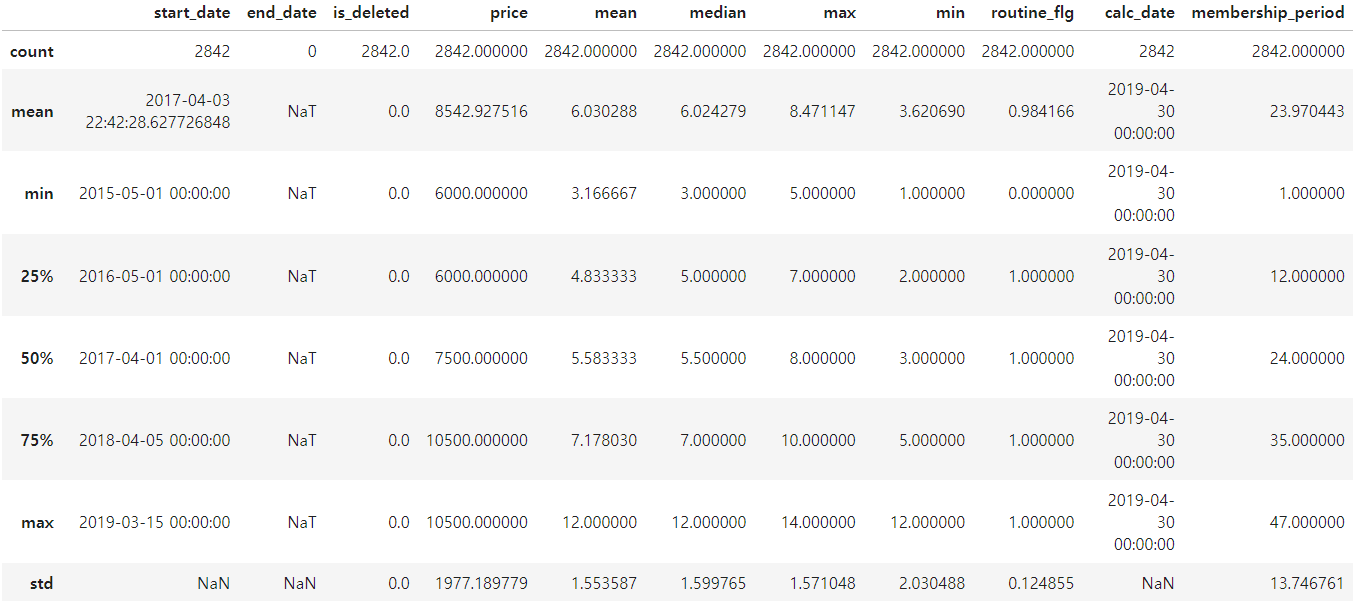 start_date end_date is_deleted price mean median max min routine_flg calc_date membership_period
count 2842 0 2842.0 2842.000000 2842.000000 2842.000000 2842.000000 2842.000000 2842.000000 2842 2842.000000
mean 2017-04-03 22:42:28.627726848 NaT 0.0 8542.927516 6.030288 6.024279 8.471147 3.620690 0.984166 2019-04-30 00:00:00 23.970443
min 2015-05-01 00:00:00 NaT 0.0 6000.000000 3.166667 3.000000 5.000000 1.000000 0.000000 2019-04-30 00:00:00 1.000000
25% 2016-05-01 00:00:00 NaT 0.0 6000.000000 4.833333 5.000000 7.000000 2.000000 1.000000 2019-04-30 00:00:00 12.000000
50% 2017-04-01 00:00:00 NaT 0.0 7500.000000 5.583333 5.500000 8.000000 3.000000 1.000000 2019-04-30 00:00:00 24.000000
75% 2018-04-05 00:00:00 NaT 0.0 10500.000000 7.178030 7.000000 10.000000 5.000000 1.000000 2019-04-30 00:00:00 35.000000
max 2019-03-15 00:00:00 NaT 0.0 10500.000000 12.000000 12.000000 14.000000 12.000000 1.000000 2019-04-30 00:00:00 47.000000
std NaN NaN 0.0 1977.189779 1.553587 1.599765 1.571048 2.030488 0.124855 NaN 13.746761